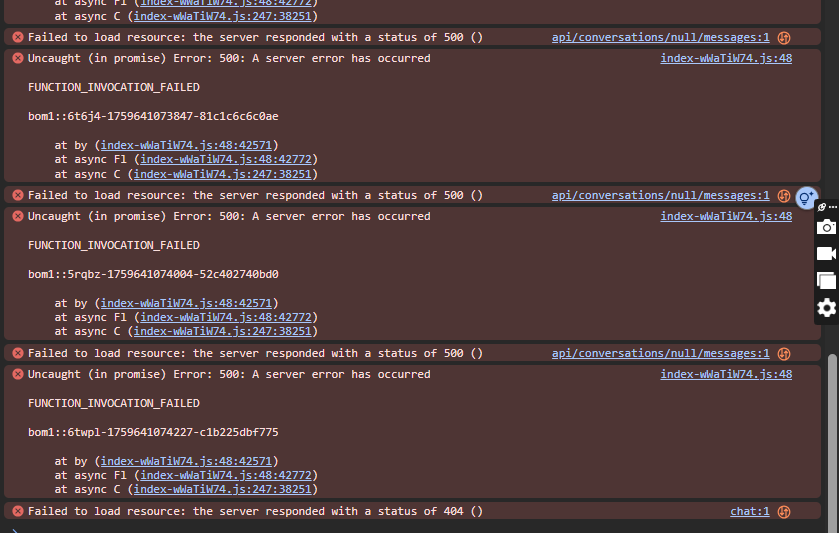 at async Fl (index-wWaTiW74.js:48:42772)
at async C (index-wWaTiW74.js:247:38251)
Failed to load resource: the server responded with a status of 500 () api/conversations/null/messages:1
Uncaught (in promise) Error: 500: A server error has occurred index-wWaTiW74.js:48
FUNCTION_INVOCATION_FAILED
bom1::6t6j4-1759641073847-81c1c6c6c0ae
at by (index-wWaTiW74.js:48:42571)
at async Fl (index-wWaTiW74.js:48:42772)
at async C (index-wWaTiW74.js:247:38251)
Failed to load resource: the server responded with a status of 500 () api/conversations/null/messages:1
Uncaught (in promise) Error: 500: A server error has occurred index-wWaTiW74.js:48
FUNCTION_INVOCATION_FAILED
bom1::5rqbz-1759641074004-52c402740bd0
at by (index-wWaTiW74.js:48:42571)
at async Fl (index-wWaTiW74.js:48:42772)
at async C (index-wWaTiW74.js:247:38251)
Failed to load resource: the server responded with a status of 500 () api/conversations/null/messages:1
Uncaught (in promise) Error: 500: A server error has occurred index-wWaTiW74.js:48
FUNCTION_INVOCATION_FAILED
bom1::6twpl-1759641074227-c1b225dbf775
at by (index-wWaTiW74.js:48:42571)
at async Fl (index-wWaTiW74.js:48:42772)
at async C (index-wWaTiW74.js:247:38251)
Failed to load resource: the server responded with a status of 404 () chat:1